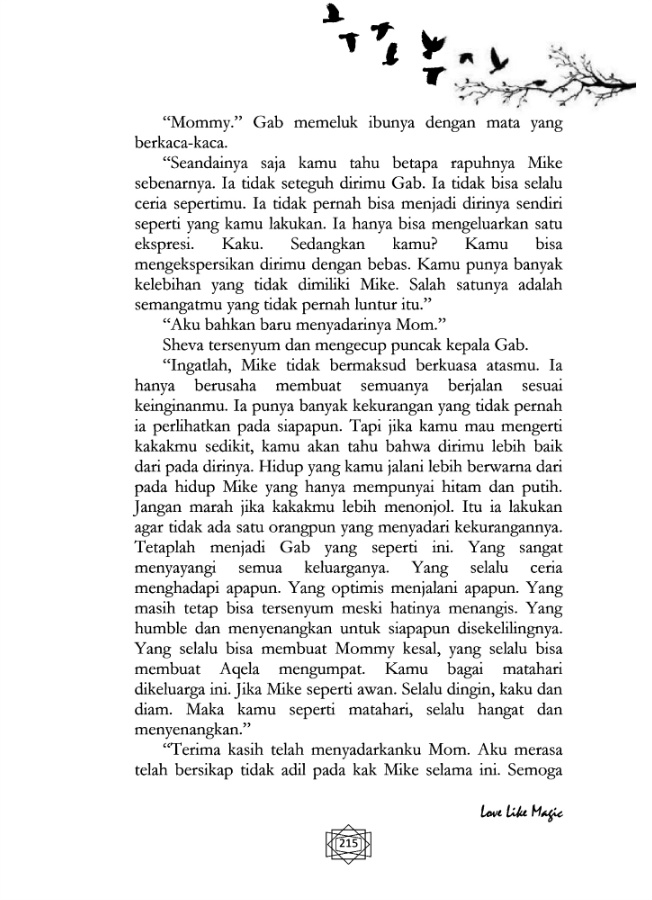 “Mommy.” Gab memeluk ibunya dengan mata yang
berkaca-kaca.
“Seandainya saja kamu tahu betapa rapuhnya Mike
sebenarnya. Ia tidak seteguh dirimu Gab. Ia tidak bisa selalu
ceria sepertimu. Ia tidak pernah bisa menjadi dirinya sendiri
seperti yang kamu lakukan. Ia hanya bisa mengeluarkan satu
ekspresi. Kaku. Sedangkan kamu? Kamu bisa
mengekspersikan dirimu dengan bebas. Kamu punya banyak
kelebihan yang tidak dimiliki Mike. Salah satunya adalah
semangatmu yang tidak pernah luntur itu.”
“Aku bahkan baru menyadarinya Mom.”
Sheva tersenyum dan mengecup puncak kepala Gab.
“Ingatlah, Mike tidak bermaksud berkuasa atasmu. Ia
hanya berusaha membuat semuanya berjalan sesuai
keinginanmu. Ia punya banyak kekurangan yang tidak pernah
ia perlihatkan pada siapapun. Tapi jika kamu mau mengerti
kakakmu sedikit, kamu akan tahu bahwa dirimu lebih baik
dari pada dirinya. Hidup yang kamu jalani lebih berwarna dari
pada hidup Mike yang hanya mempunyai hitam dan putih.
Jangan marah jika kakakmu lebih menonjol. Itu ia lakukan
agar tidak ada satu orangpun yang menyadari kekurangannya.
Tetaplah menjadi Gab yang seperti ini. Yang sangat
menyayangi semua keluarganya. Yang selalu ceria
menghadapi apapun. Yang optimis menjalani apapun. Yang
masih tetap bisa tersenyum meski hatinya menangis. Yang
humble dan menyenangkan untuk siapapun disekelilingnya.
Yang selalu bisa membuat Mommy kesal, yang selalu bisa
membuat Aqela mengumpat. Kamu bagai matahari
dikeluarga ini. Jika Mike seperti awan. Selalu dingin, kaku dan
diam. Maka kamu seperti matahari, selalu hangat dan
menyenangkan.”
“Terima kasih telah menyadarkanku Mom. Aku merasa
telah bersikap tidak adil pada kak Mike selama ini. Semoga
Love Like Magic
215